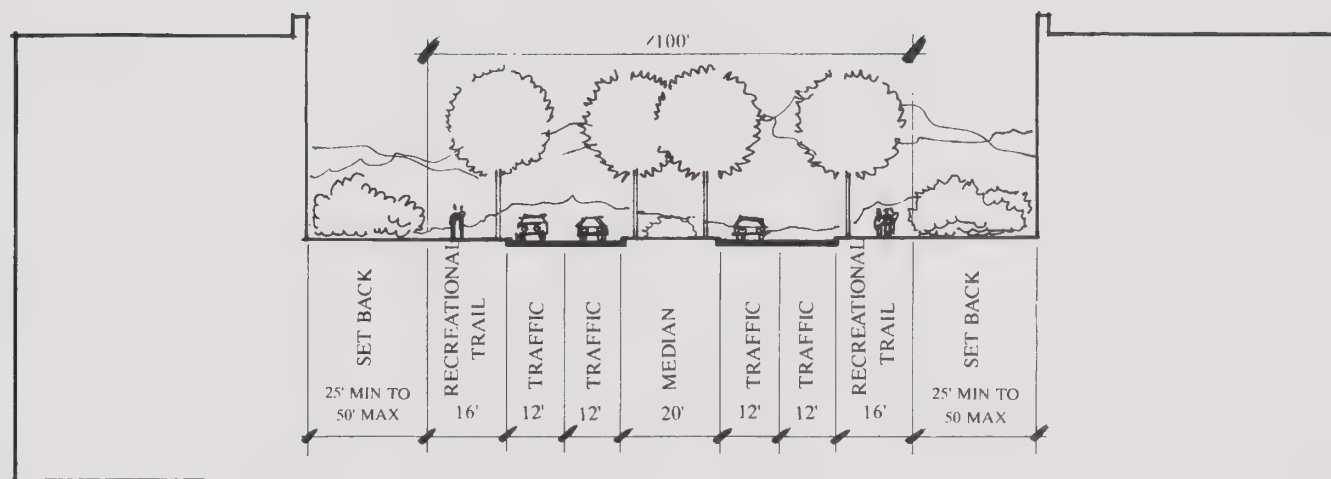 100'
SET BACK
25' MIN TO
50' MAX
RECREATIONAL
TRAIL
16'
TRAFFIC
12'
TRAFFIC
12'
MEDIAN
20'
TRAFFIC
12'
TRAFFIC
12'
RECREATIONAL
TRAIL
16'
SET BACK
25' MIN TO
50 MAX